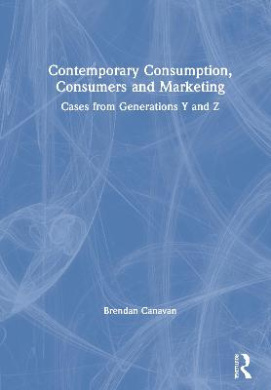 Contemporary Consumption,
Consumers and Marketing
Cases from Generations Y and Z
Brendan Canavan